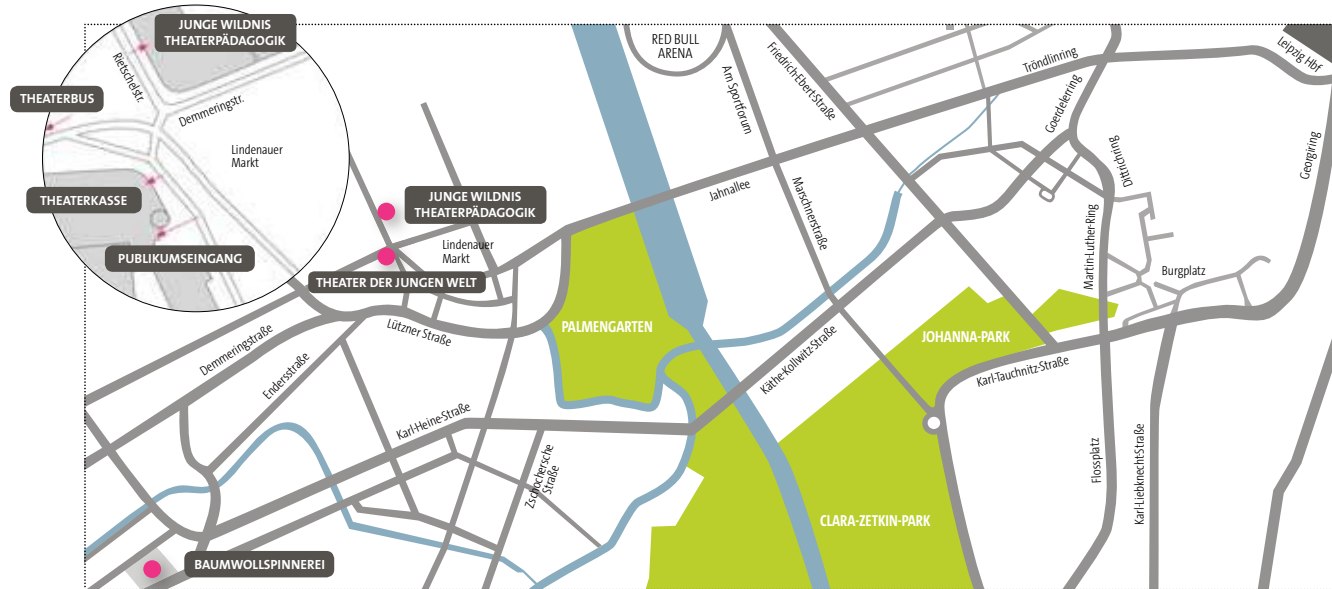 JUNGE WILDNIS
THEATERPÄDAGOGIK
Rietschelstr.
THEATERBUS
Demmeringstr.
Lindenauer
Markt
THEATERKASSE
PUBLIKUMSEINGANG
RED BULL
ARENA
Am Sportforum
Friedrich-Ebert-Straße
Tröndlinring
Leipzig Hbf
Goerdelerring
Dittrichring
Georgiring
JUNGE WILDNIS
THEATERPÄDAGOGIK
Lindenauer
Markt
THEATER DER JUNGEN WELT
Jahnallee
Marschnerstraße
Martin-Luther-Ring
Burgplatz
Demmeringstraße
Lützner Straße
Endersstraße
PALMENGARTEN
JOHANNA-PARK
Käthe-Kollwitz-Straße
Karl-Tauchnitz-Straße
Karl-Heine-Straße
Zschochersche
Straße
Flossplatz
Karl-Liebknecht-Straße
CLARA-ZETKIN-PARK
BAUMWOLLSPINNEREI